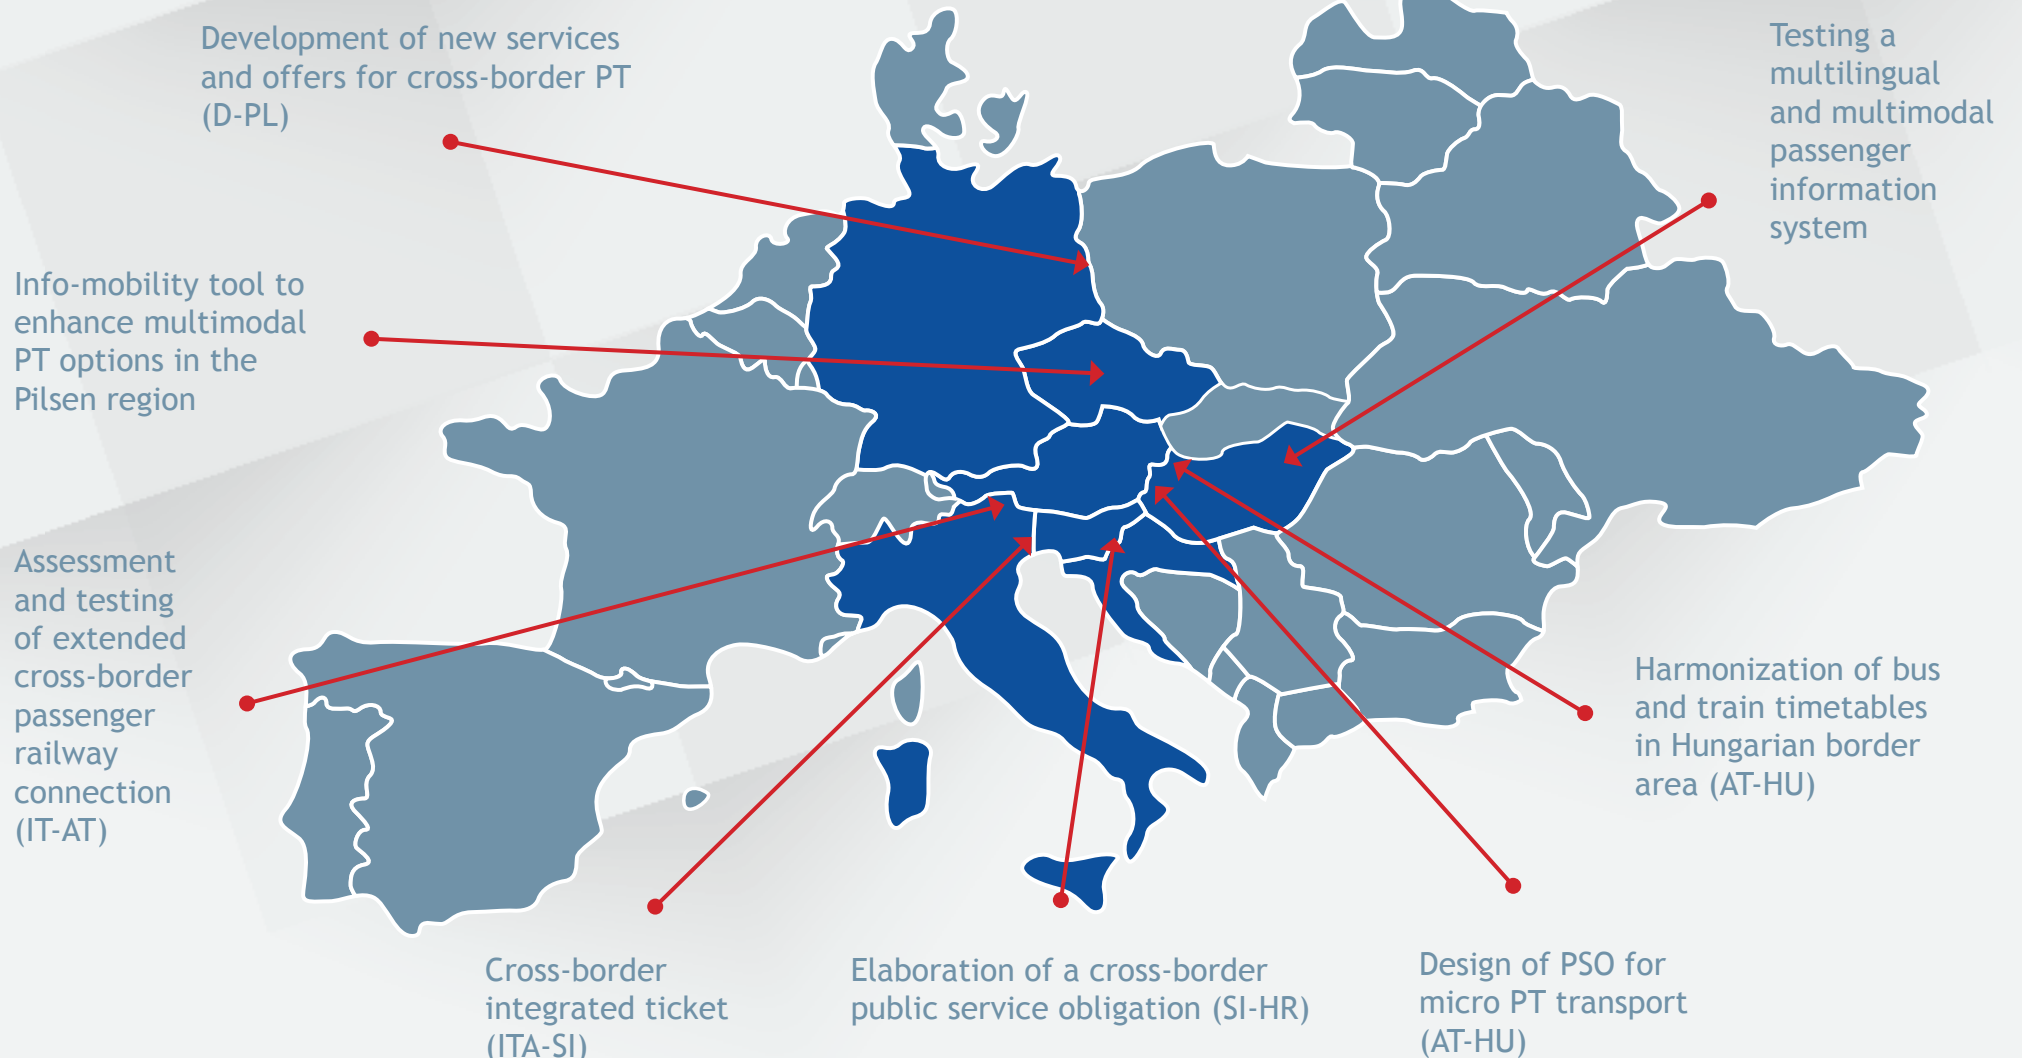 Development of new services
and offers for cross-border PT
(D-PL)
Testing a
multilingual
and multimodal
passenger
information
system
Info-mobility tool to
enhance multimodal
PT options in the
Pilsen region
Assessment
and testing
of extended
cross-border
passenger
railway
connection
(IT-AT)
Harmonization of bus
and train timetables
in Hungarian border
area (AT-HU)
Cross-border
integrated ticket
(ITA-SI)
Elaboration of a cross-border
public service obligation (SI-HR)
Design of PSO for
micro PT transport
(AT-HU)